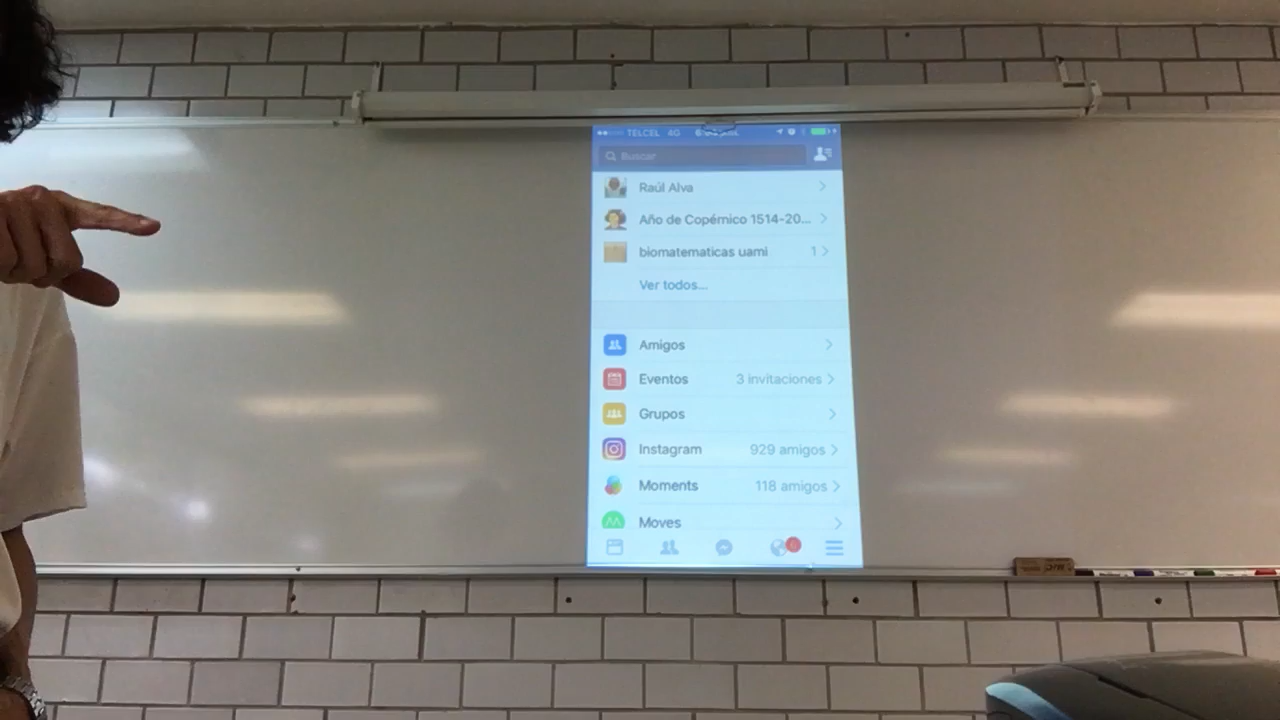 TELCEL 4G
Buscar
Raúl Alva
Año de Copérnico 1514-20...
biomatematicas uami 1
Ver todos...
Amigos
Eventos 3 invitaciones
Grupos
Instagram 929 amigos
Moments 118 amigos
Moves